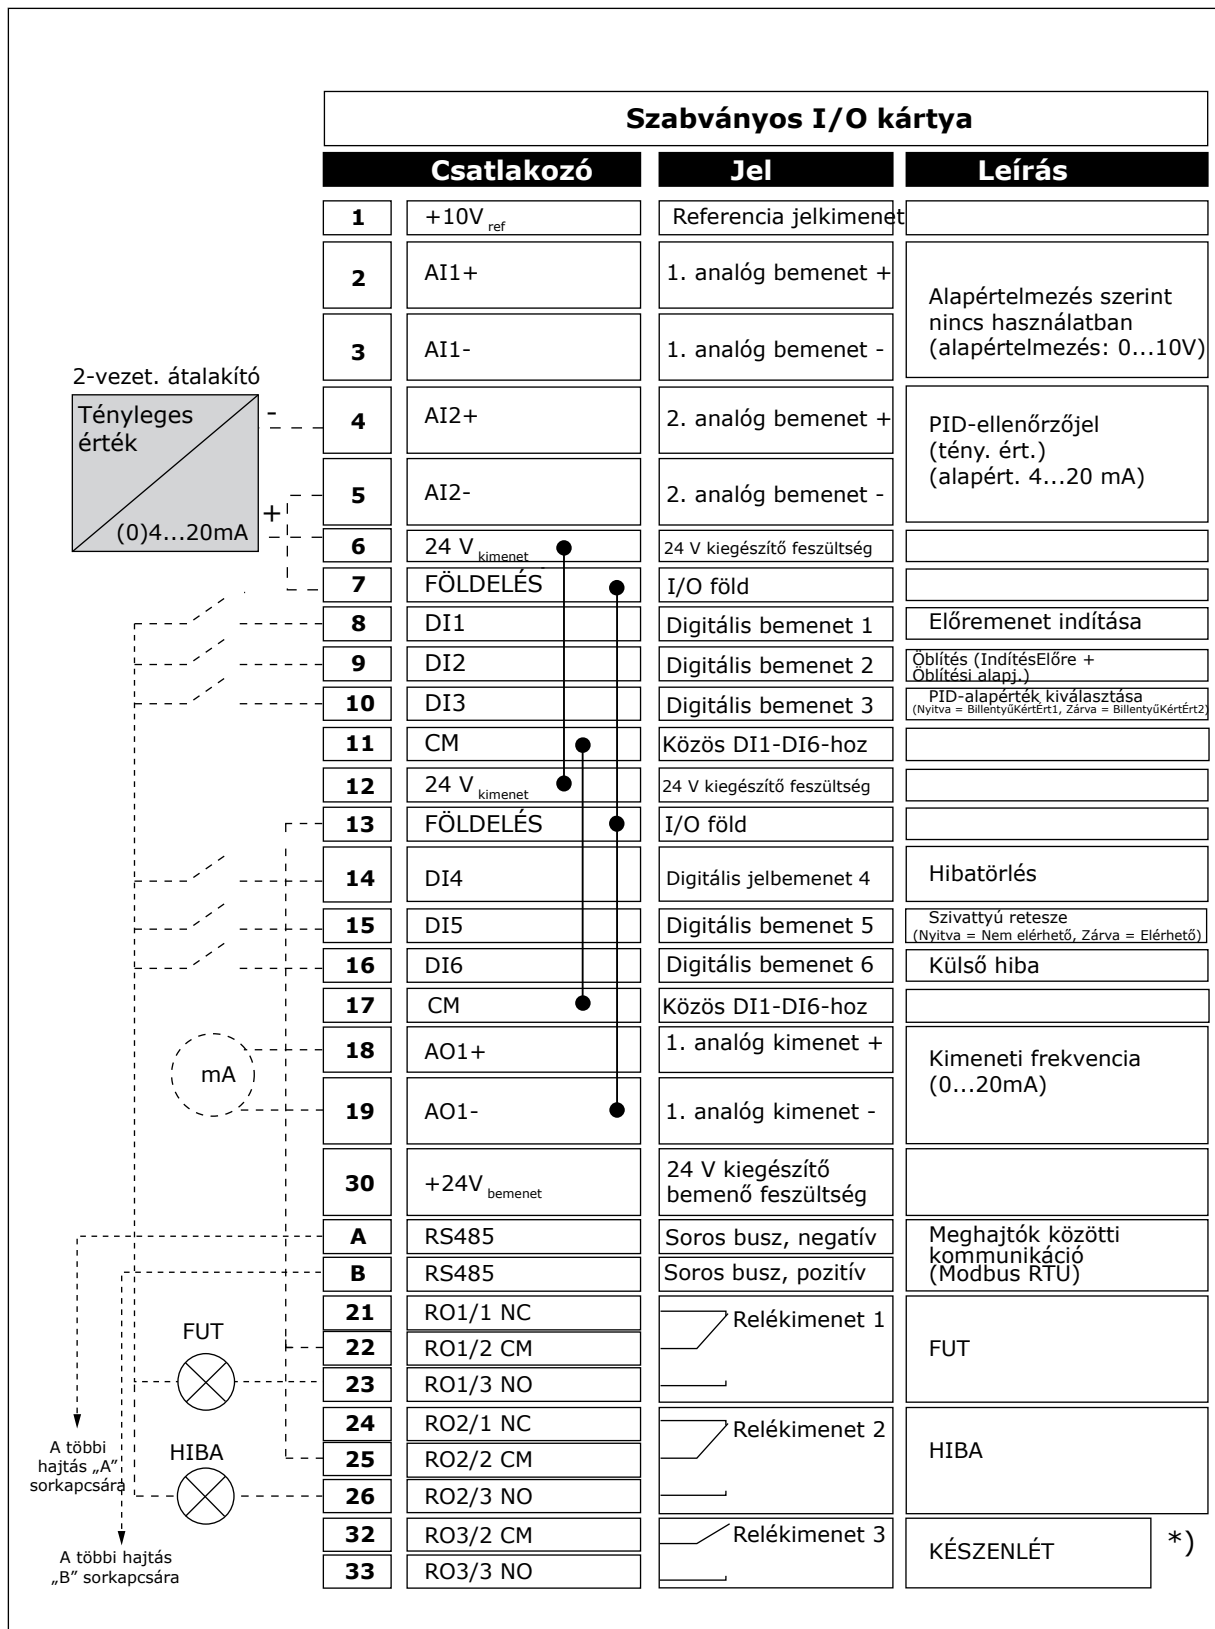 Szabványos I/O kártya
Csatlakozó Jel Leírás
1 +10V ref Referencia jelkimenet
2 AI1+ 1. analóg bemenet +
Alapértelmezés szerint
nincs használatban
(alapértelmezés: 0...10V)
3 AI1- 1. analóg bemenet -
2-vezet. átalakító
Tényleges
érték
-
+
(0)4...20mA
4 AI2+ 2. analóg bemenet +
PID-ellenőrzőjel
(tény. ért.)
(alapért. 4...20 mA)
5 AI2- 2. analóg bemenet -
6 24 V kimenet 24 V kiegészítő feszültség
7 FÖLDELÉS I/O föld
8 DI1 Digitális bemenet 1 Előremenet indítása
9 DI2 Digitális bemenet 2 Öblítés (IndítésElőre +
Öblítési alapj.)
10 DI3 Digitális bemenet 3 PID-alapérték kiválasztása
(Nyitva = BillentyűKértÉrt1, Zárva = BillentyűKértÉrt2)
11 CM Közös DI1-DI6-hoz
12 24 V kimenet 24 V kiegészítő feszültség
13 FÖLDELÉS I/O föld
14 DI4 Digitális jelbemenet 4 Hibatörlés
15 DI5 Digitális bemenet 5 Szivattyú retesze
(Nyitva = Nem elérhető, Zárva = Elérhető)
16 DI6 Digitális bemenet 6 Külső hiba
17 CM Közös DI1-DI6-hoz
mA
18 AO1+ 1. analóg kimenet +
Kimeneti frekvencia
(0...20mA)
19 AO1- 1. analóg kimenet -
30 +24V bemenet 24 V kiegészítő
bemenő feszültség
A RS485 Soros busz, negatív
Meghajtók közötti
kommunikáció
(Modbus RTU)
B RS485 Soros busz, pozitív
21 RO1/1 NC Relékimenet 1
FUT
22 RO1/2 CM FUT
23 RO1/3 NO
24 RO2/1 NC Relékimenet 2
A többi
hajtás „A”
sorkapcsára
HIBA
25 RO2/2 CM HIBA
26 RO2/3 NO
32 RO3/2 CM Relékimenet 3
KÉSZENLÉT *)
33 RO3/3 NO
A többi hajtás
„B” sorkapcsára